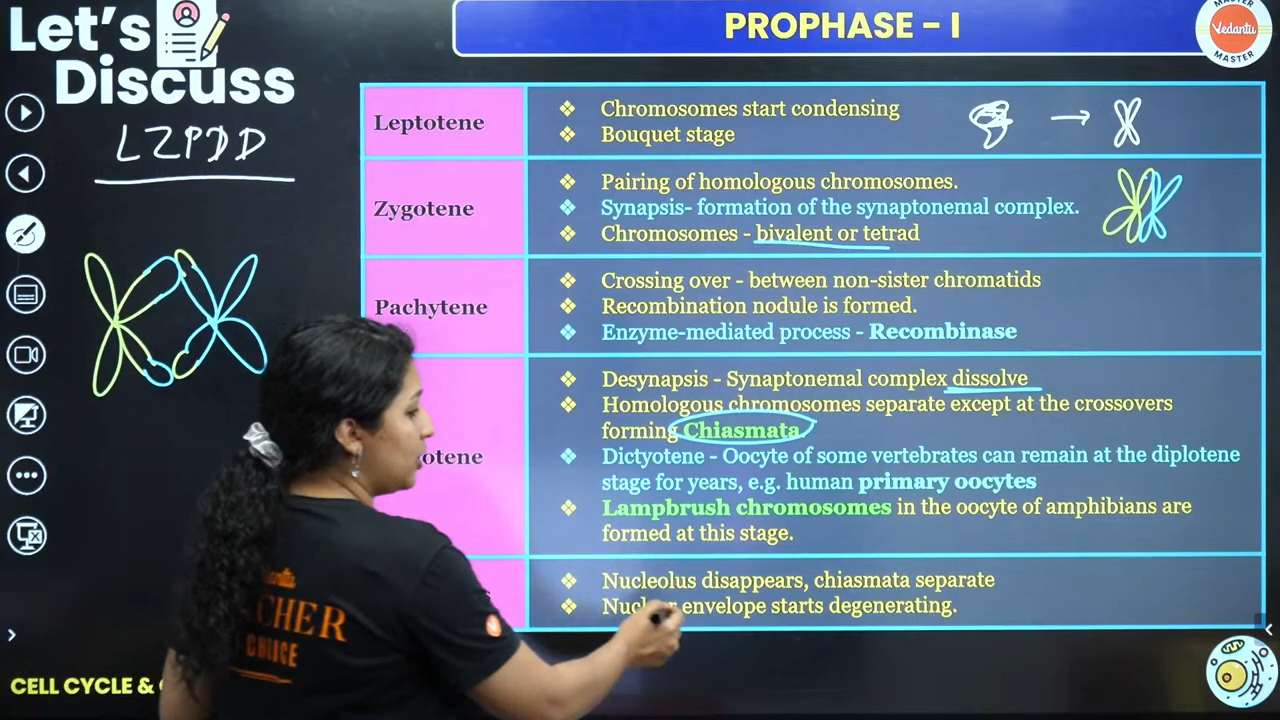 Let's
Discuss
LZPDD
PROPHASE – I
MASTER
Vedantu
MASTER
Leptotene
❖ Chromosomes start condensing
❖ Bouquet stage
Zygotene
❖ Pairing of homologous chromosomes.
❖ Synapsis- formation of the synaptonemal complex.
❖ Chromosomes - bivalent or tetrad
Pachytene
❖ Crossing over - between non-sister chromatids
❖ Recombination nodule is formed.
❖ Enzyme-mediated process - Recombinase
❖ Desynapsis - Synaptonemal complex dissolve
❖ Homologous chromosomes separate except at the crossovers
forming Chiasmata.
❖ Dictyotene - Oocyte of some vertebrates can remain at the diplotene
stage for years, e.g. human primary oocytes
❖ Lampbrush chromosomes in the oocyte of amphibians are
formed at this stage.
❖ Nucleolus disappears, chiasmata separate
❖ envelope starts degenerating.
CELL CYCLE &